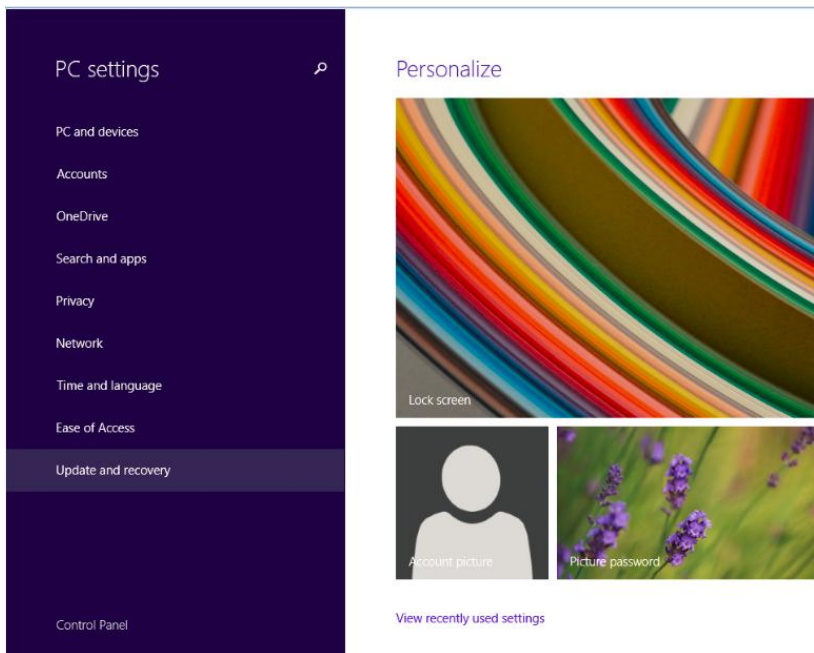 PC settings
PC and devices
Accounts
OneDrive
Search and apps
Privacy
Network
Time and language
Ease of Access
Update and recovery
Control Panel
Personalize
Lock screen
Account picture
Picture password
View recently used settings